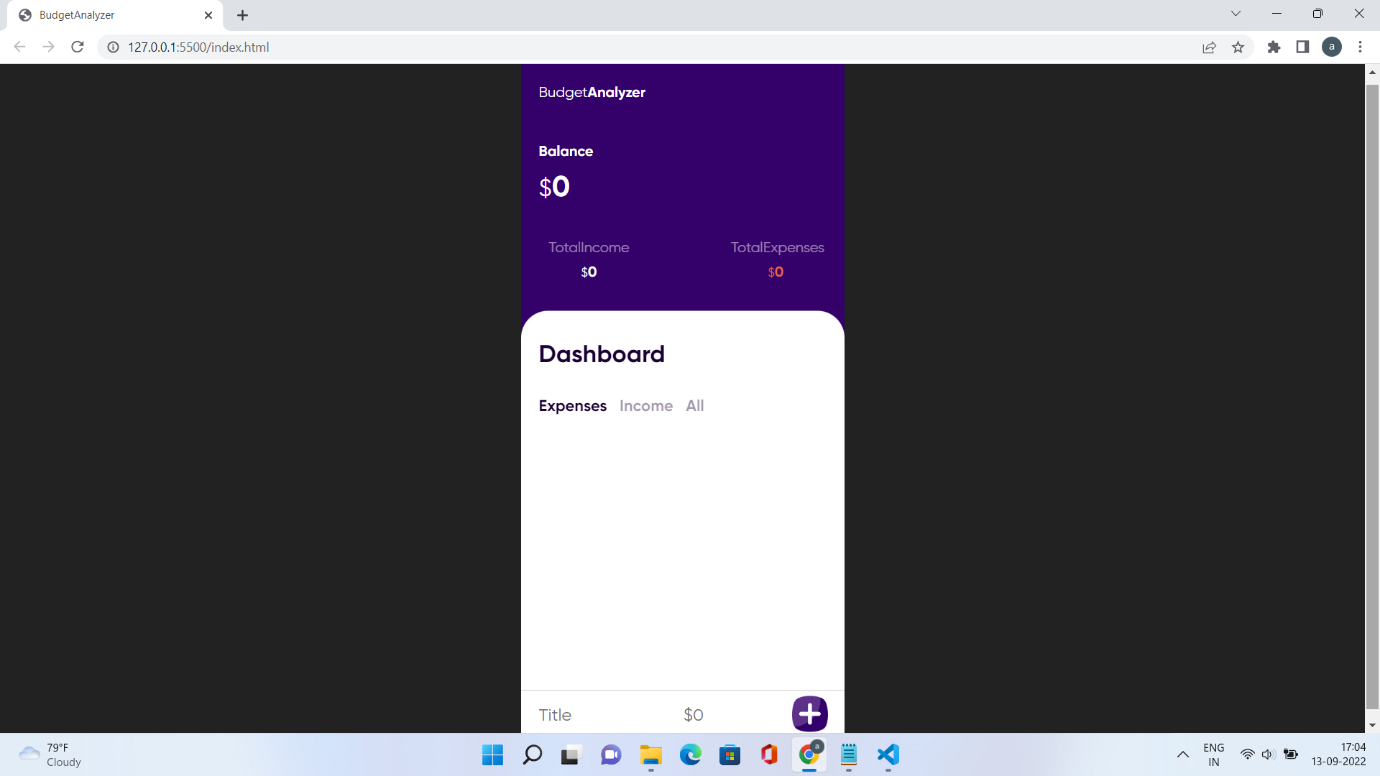 BudgetAnalyzer
127.0.0.1:5500/index.html
a
BudgetAnalyzer
Balance
$0
TotalIncome TotalExpenses
$0 $0
Dashboard
Expenses Income All
Title $0
79°F
Cloudy
a
ENG
IN
17:04
13-09-2022